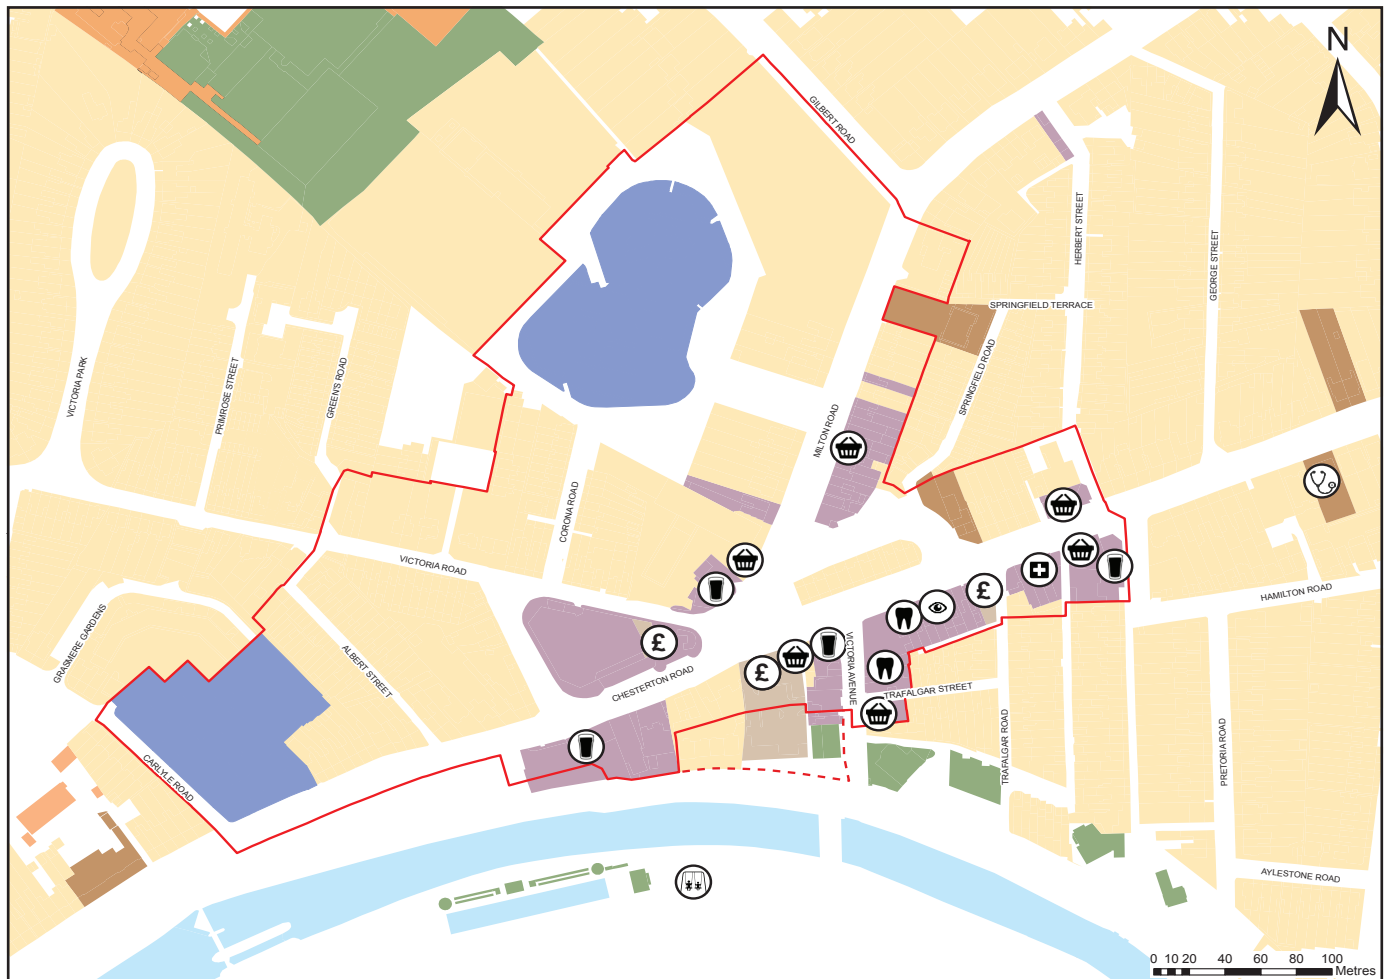 N
GILBERT ROAD
HERBERT STREET
GEORGE STREET
SPRINGFIELD TERRACE
SPRINGFIELD ROAD
VICTORIA PARK
PRIMROSE STREET
GREEN'S ROAD
MILTON ROAD
CORONA ROAD
VICTORIA ROAD
HAMILTON ROAD
GRASMERE GARDENS
ALBERT STREET
£
£
£
CHESTERTON ROAD
VICTORIA AVENUE
TRAFALGAR STREET
TRAFALGAR ROAD
PRETORIA ROAD
CARLYLE ROAD
AYLESTONE ROAD
0 10 20 40 60 80 100
Metres